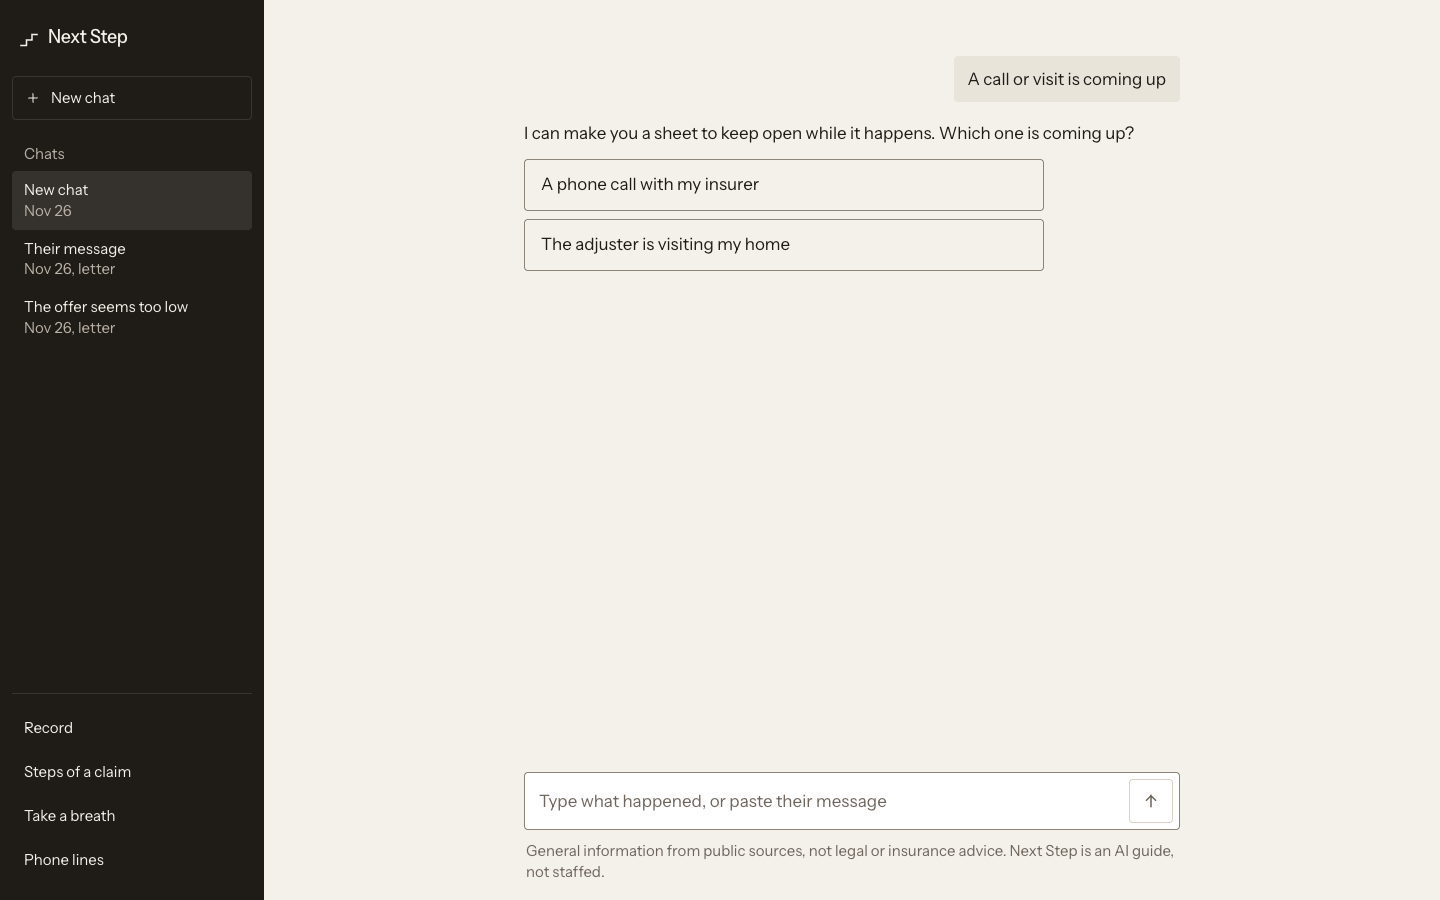 Next Step
New chat
Chats
New chat
Nov 26
Their message
Nov 26, letter
The offer seems too low
Nov 26, letter
Record
Steps of a claim
Take a breath
Phone lines
A call or visit is coming up
I can make you a sheet to keep open while it happens. Which one is coming up?
A phone call with my insurer
The adjuster is visiting my home
Type what happened, or paste their message
General information from public sources, not legal or insurance advice. Next Step is an AI guide,
not staffed.